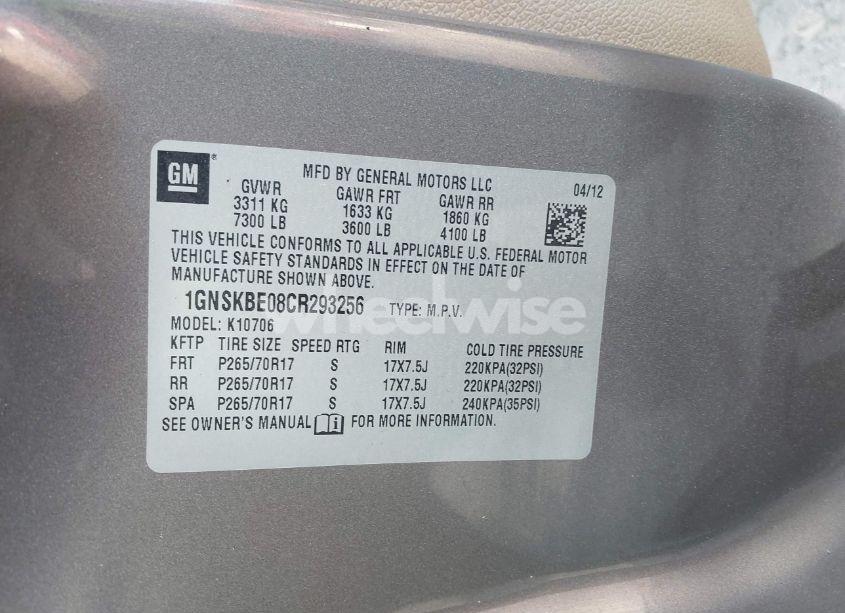 GM
MFD BY GENERAL MOTORS LLC
04/12
GVWR GAWR FRT GAWR RR
3311 KG 1633 KG 1860 KG
7300 LB 3600 LB 4100 LB
THIS VEHICLE CONFORMS TO ALL APPLICABLE U.S. FEDERAL MOTOR
VEHICLE SAFETY STANDARDS IN EFFECT ON THE DATE OF
MANUFACTURE SHOWN ABOVE.
1GNSKBE08CR293256 TYPE: M.P.V.
wheelwise
MODEL: K10706
KFTP TIRE SIZE SPEED RTG RIM COLD TIRE PRESSURE
FRT P265/70R17 S 17X7.5J 220KPA(32PSI)
RR P265/70R17 S 17X7.5J 220KPA(32PSI)
SPA P265/70R17 S 17X7.5J 240KPA(35PSI)
SEE OWNER'S MANUAL FOR MORE INFORMATION.